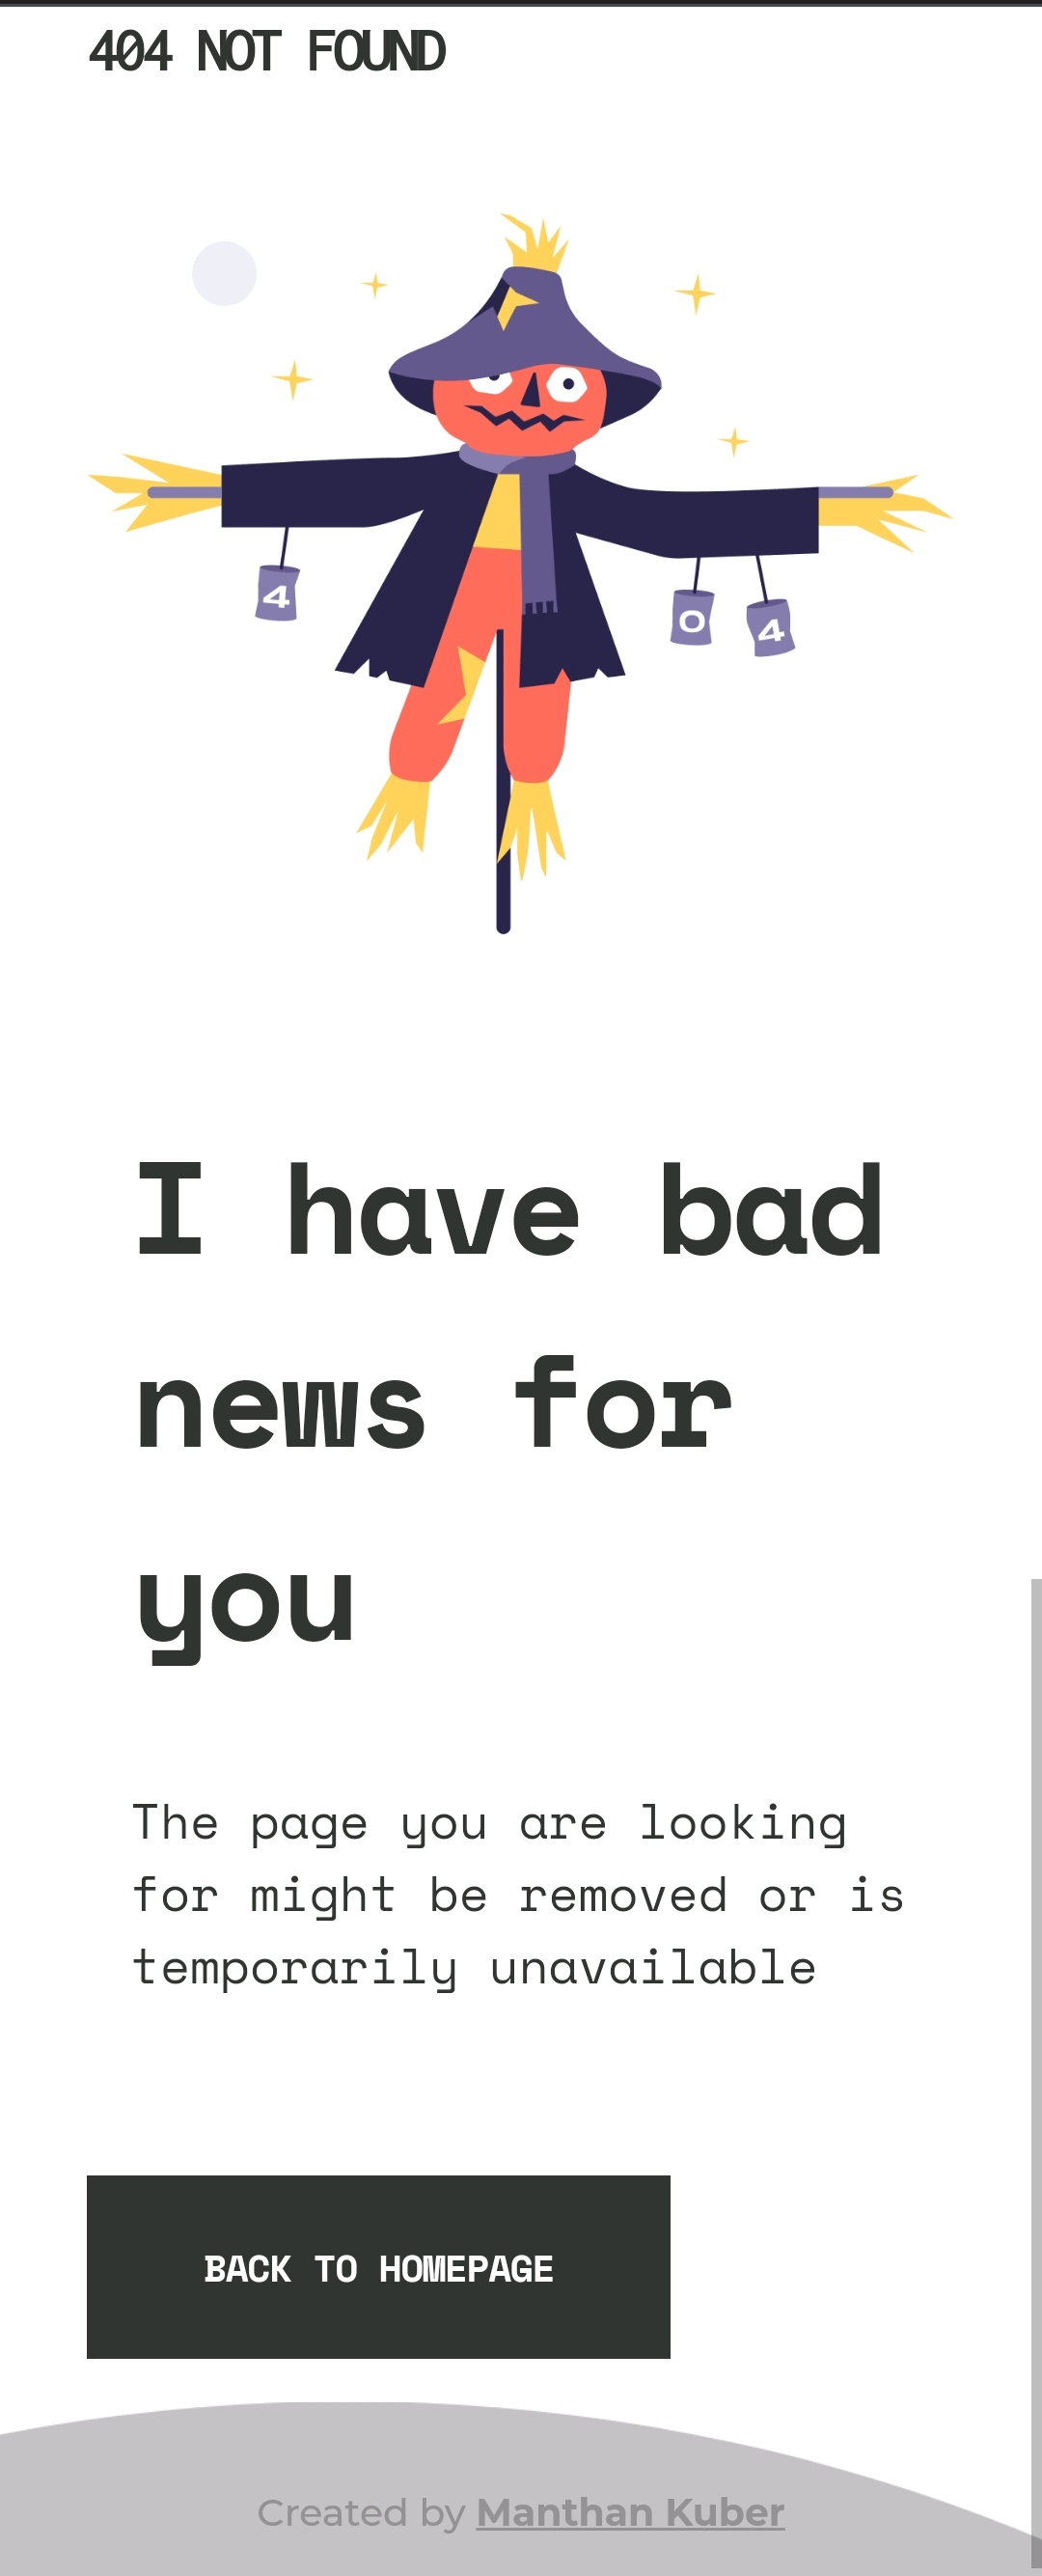 404 NOT FOUND
4
0
4
I have bad
news for
you
The page you are looking
for might be removed or is
temporarily unavailable
BACK TO HOMEPAGE
Created by Manthan Kuber